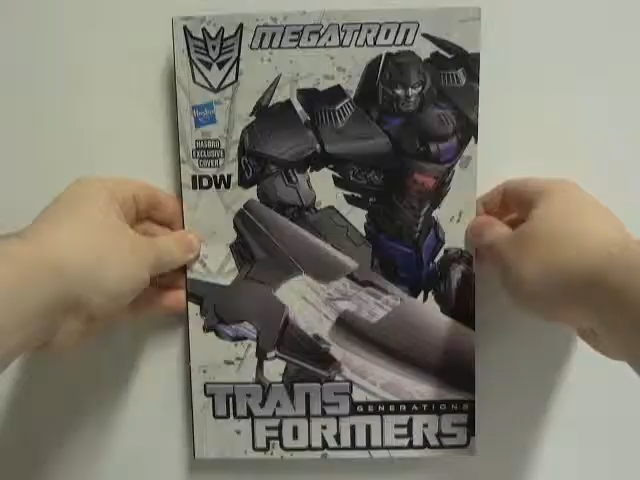 MEGATRON
Hasbro
HASBRO
EXCLUSIVE
COVER
IDW
TRANS
GENERATIONS
FORMERS